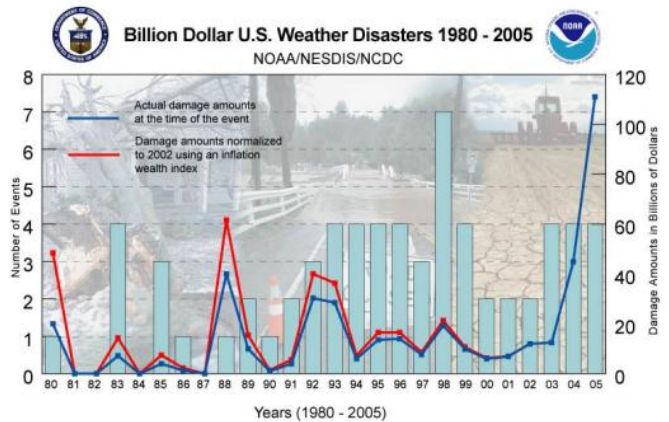 Billion Dollar U.S. Weather Disasters 1980 - 2005
NOAA/NESDIS/NCDC
NOAA
Actual damage amounts
at the time of the event
Damage amounts normalized
to 2002 using an inflation
wealth index
Number of Events
8
7
6
5
4
3
2
1
0
Damage Amounts in Billions of Dollars
120
100
80
60
40
20
0
80 81 82 83 84 85 86 87 88 89 90 91 92 93 94 95 96 97 98 99 00 01 02 03 04 05
Years (1980 - 2005)